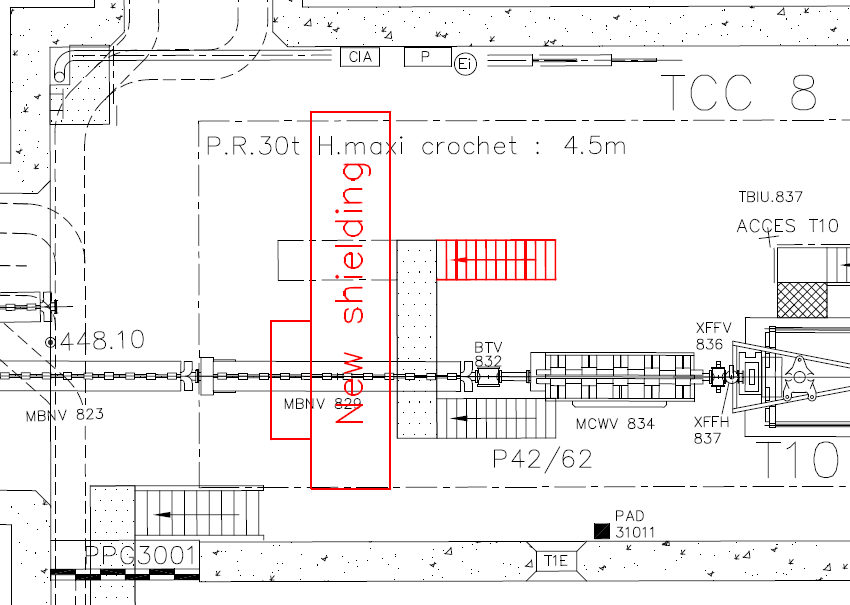 CIA
P
Ei
TCC 8
P.R.30t H.maxi crochet : 4.5m
TBIU.837
ACCES T10
New shielding
448.10
BTV
832
XFFV
836
MBNV 823
MBNV 829
MCWV 834
XFFH
837
P42/62
T10
PAD
31011
PPG3001
T1E